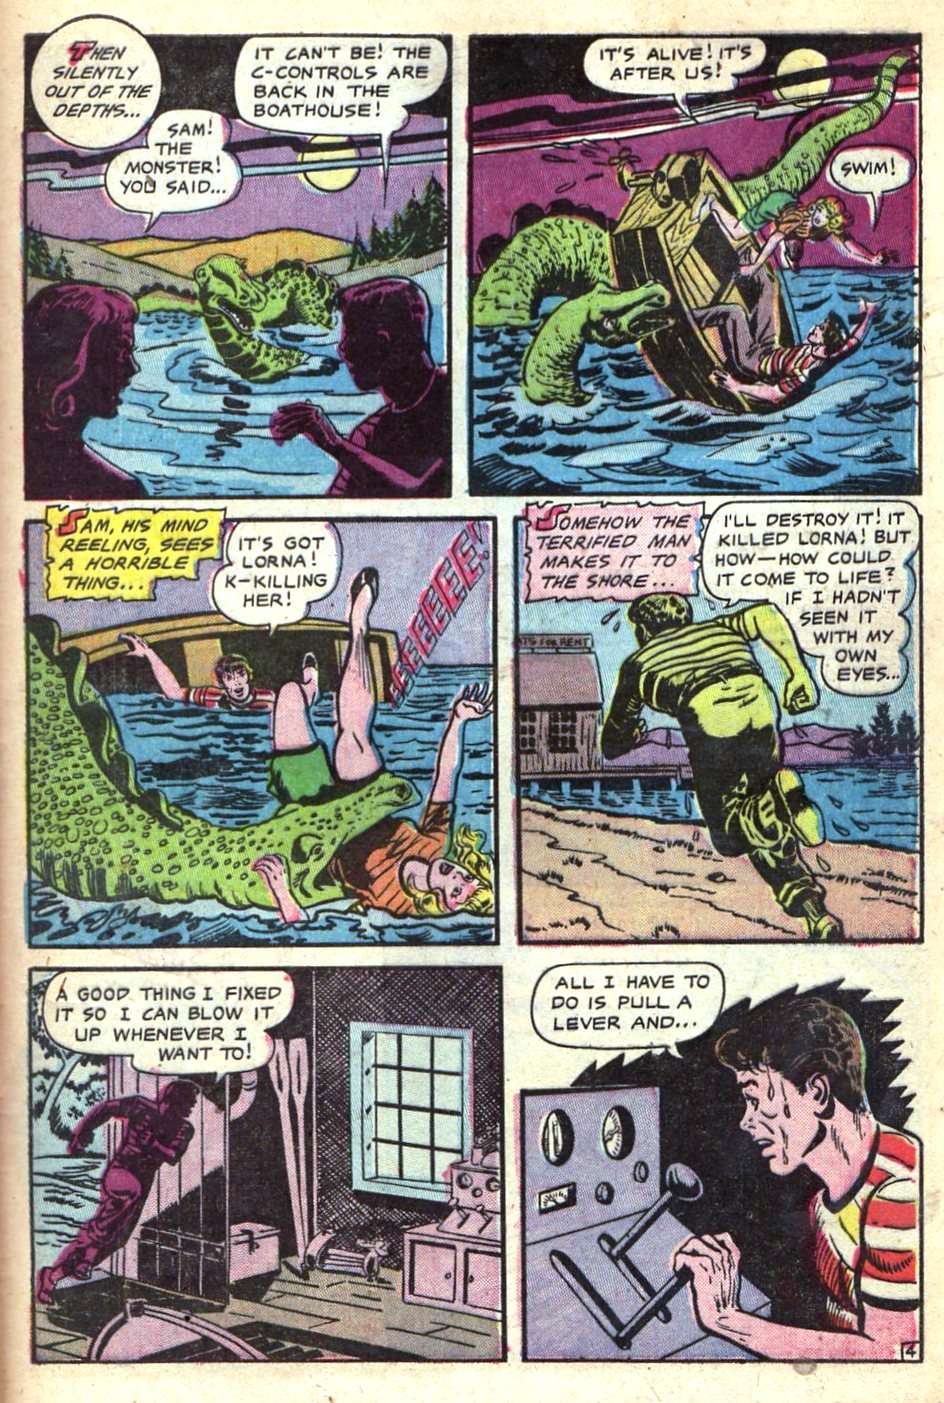 THEN
SILENTLY
OUT OF THE
DEPTHS...
IT CAN'T BE! THE
C-CONTROLS ARE
BACK IN THE
BOATHOUSE!
SAM!
THE
MONSTER!
YOU SAID...
IT'S ALIVE! IT'S
AFTER US!
SWIM!
SAM, HIS MIND
REELING, SEES
A HORRIBLE
THING...
IT'S GOT
LORNA!
K-KILLING
HER!
EEEEEEEE!
SOMEHOW THE
TERRIFIED MAN
MAKES IT TO
THE SHORE...
I'LL DESTROY IT! IT
KILLED LORNA! BUT
HOW—HOW COULD
IT COME TO LIFE?
IF I HADN'T
SEEN IT
WITH MY
OWN
EYES...
TS FOR RENT
A GOOD THING I FIXED
IT SO I CAN BLOW IT
UP WHENEVER I
WANT TO!
ALL I HAVE TO
DO IS PULL A
LEVER AND...
4